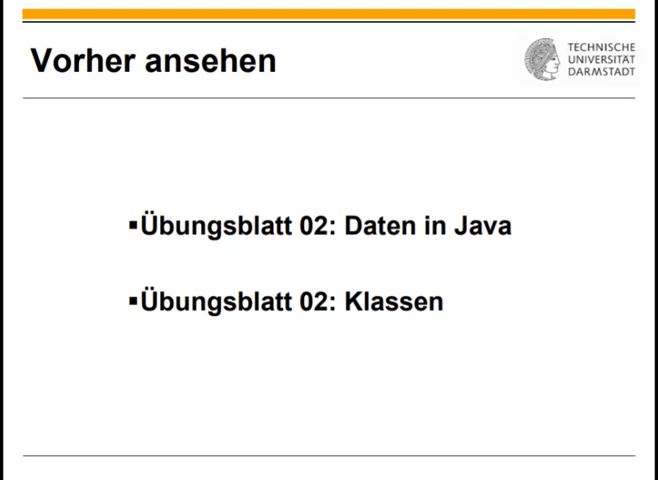 Vorher ansehen
TECHNISCHE
UNIVERSITÄT
DARMSTADT
▪Übungsblatt 02: Daten in Java
▪Übungsblatt 02: Klassen